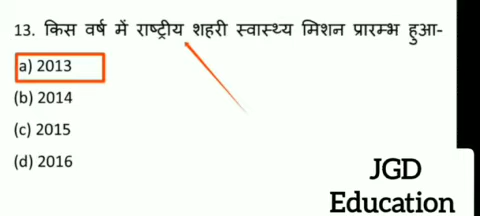 13. किस वर्ष में राष्ट्रीय शहरी स्वास्थ्य मिशन प्रारम्भ हुआ-
a) 2013
(b) 2014
(c) 2015
(d) 2016
JGD
Education